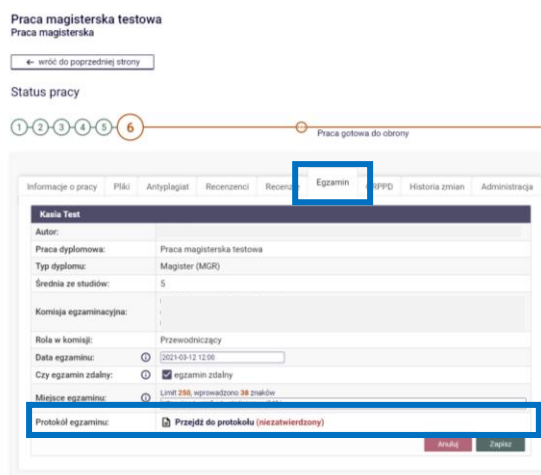 Praca magisterska testowa
Praca magisterska
← wróć do poprzedniej strony
Status pracy
1 2 3 4 5 6 Praca gotowa do obrony
Informacje o pracy Pliki Antyplagiat Recenzenci Egzamin Historia zmian Administracja
Kasia Test
Autor:
Praca dyplomowa: Praca magisterska testowa
Typ dyplomu: Magister (MGR)
Średnia ze studiów: 5
Komisja egzaminacyjna:
Rola w komisji: Przewodniczący
Data egzaminu: 2021-03-12 12:00
Czy egzamin zdalny: egzamin zdalny
Miejsce egzaminu: Limit 250, wprowadzono 38 znaków
Protokół egzaminu: Przejdź do protokołu (niezatwierdzony)
Anuluj Zapisz